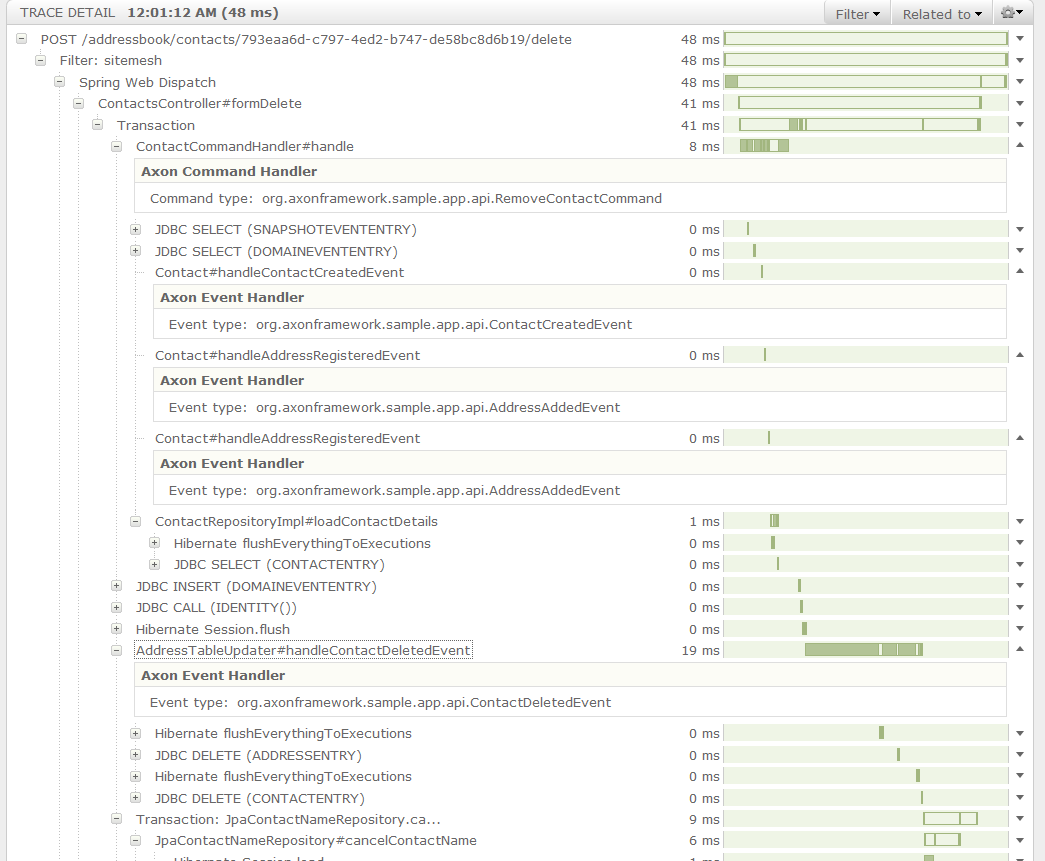 TRACE DETAIL 12:01:12 AM (48 ms) Filter Related to
POST /addressbook/contacts/793eaa6d-c797-4ed2-b747-de58bc8d6b19/delete 48 ms
Filter: sitemesh 48 ms
Spring Web Dispatch 48 ms
ContactsController#formDelete 41 ms
Transaction 41 ms
ContactCommandHandler#handle 8 ms
Axon Command Handler
Command type: org.axonframework.sample.app.api.RemoveContactCommand
JDBC SELECT (SNAPSHOTEVENTENTRY) 0 ms
JDBC SELECT (DOMAINEVENTENTRY) 0 ms
Contact#handleContactCreatedEvent 0 ms
Axon Event Handler
Event type: org.axonframework.sample.app.api.ContactCreatedEvent
Contact#handleAddressRegisteredEvent 0 ms
Axon Event Handler
Event type: org.axonframework.sample.app.api.AddressAddedEvent
Contact#handleAddressRegisteredEvent 0 ms
Axon Event Handler
Event type: org.axonframework.sample.app.api.AddressAddedEvent
ContactRepositoryImpl#loadContactDetails 1 ms
Hibernate flushEverythingToExecutions 0 ms
JDBC SELECT (CONTACTENTRY) 0 ms
JDBC INSERT (DOMAINEVENTENTRY) 0 ms
JDBC CALL (IDENTITY()) 0 ms
Hibernate Session.flush 0 ms
AddressTableUpdater#handleContactDeletedEvent 19 ms
Axon Event Handler
Event type: org.axonframework.sample.app.api.ContactDeletedEvent
Hibernate flushEverythingToExecutions 0 ms
JDBC DELETE (ADDRESSENTRY) 0 ms
Hibernate flushEverythingToExecutions 0 ms
JDBC DELETE (CONTACTENTRY) 0 ms
Transaction: JpaContactNameRepository.ca... 9 ms
JpaContactNameRepository#cancelContactName 6 ms
Hibernate Session.load 1 ms